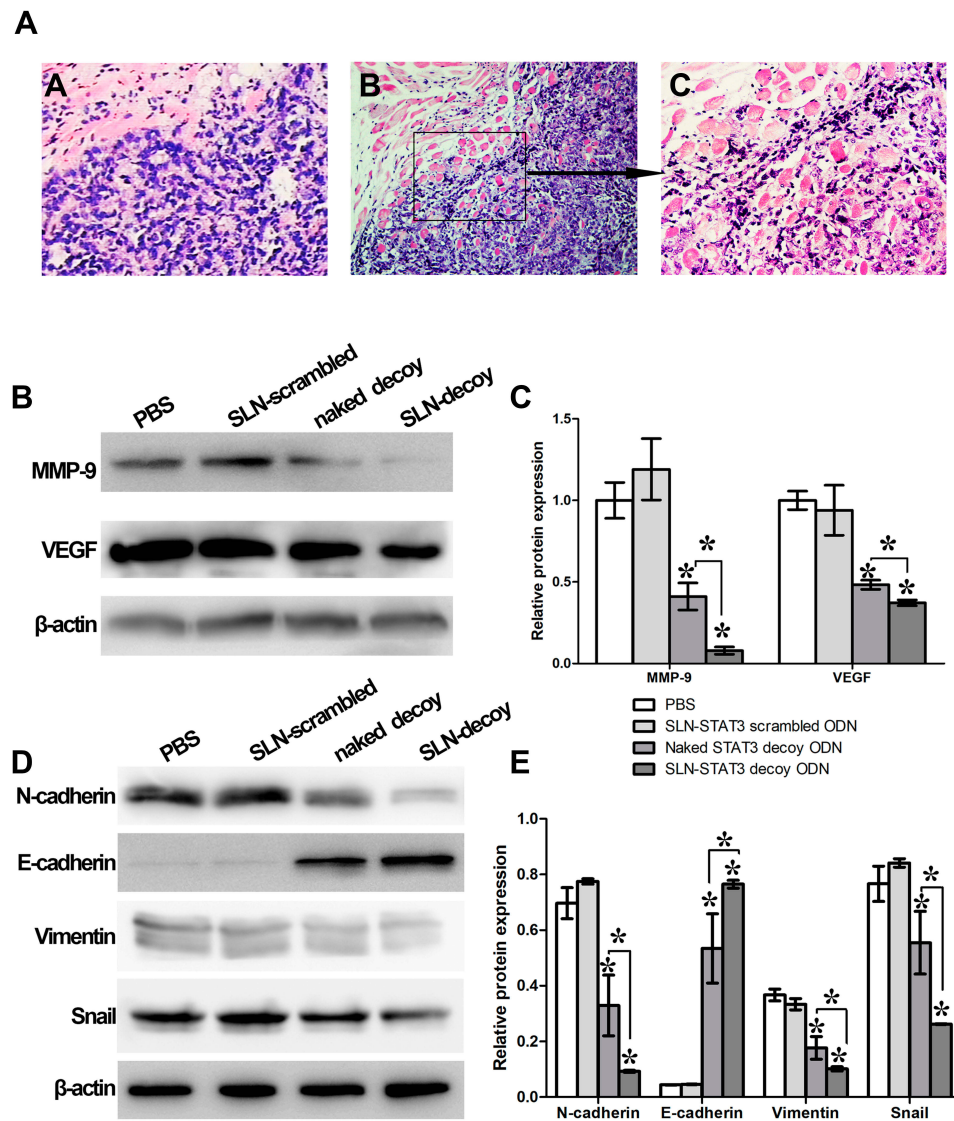 A
A
B
C
B
PBS
SLN-scrambled
naked decoy
SLN-decoy
MMP-9
VEGF
β-actin
C
Relative protein expression
1.5
1.0
0.5
0.0
*
*
*
*
*
*
MMP-9
VEGF
PBS
SLN-STAT3 scrambled ODN
Naked STAT3 decoy ODN
SLN-STAT3 decoy ODN
D
PBS
SLN-scrambled
naked decoy
SLN-decoy
N-cadherin
E-cadherin
Vimentin
Snail
β-actin
E
Relative protein expression
1.0
0.8
0.6
0.4
0.2
0.0
*
*
*
*
*
*
*
*
*
*
*
*
N-cadherin
E-cadherin
Vimentin
Snail